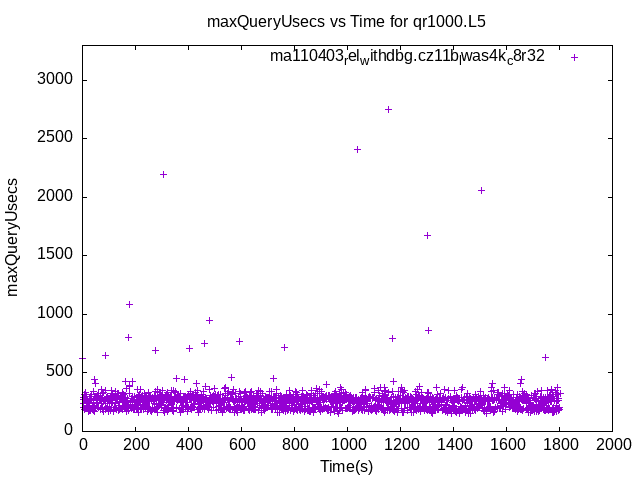 maxQueryUsecs vs Time for qr1000.L5
ma110403relwithdbg.cz11blwas4kc8r32
3000
2500
2000
1500
1000
500
0
maxQueryUsecs
0 200 400 600 800 1000 1200 1400 1600 1800 2000
Time(s)